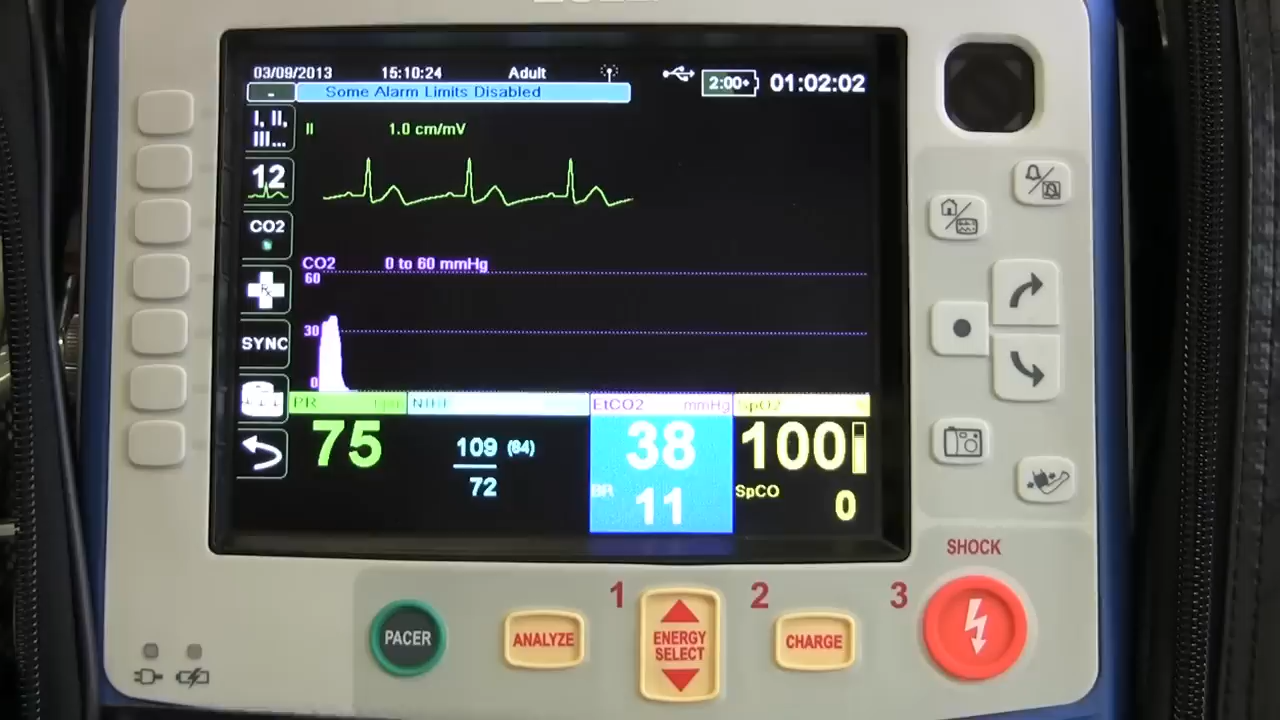 03/09/2013 15:10:24 Adult 2:00+ 01:02:02
- Some Alarm Limits Disabled
I, II,
III...
II 1.0 cm/mV
12
CO2
CO2 0 to 60 mmHg
60
Rx
30
SYNC
0
PR EtCO2 mmHg SpO2
75 109 (84) 38 100
72
BR 11 SpCO 0
SHOCK
1 2 3
PACER ANALYZE ENERGY SELECT CHARGE